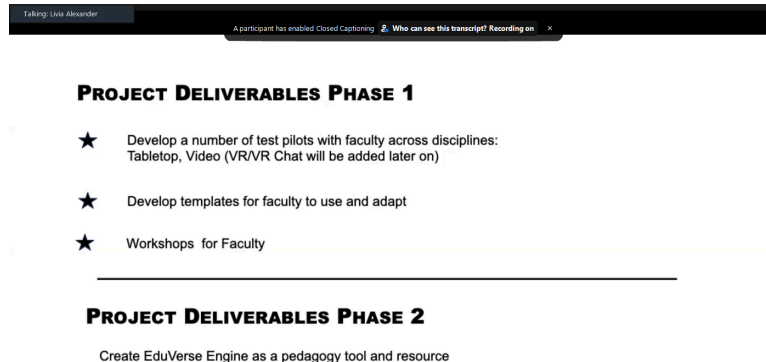 Talking: Livia Alexander
A participant has enabled Closed Captioning Who can see this transcript? Recording on ×
PROJECT DELIVERABLES PHASE 1
★ Develop a number of test pilots with faculty across disciplines:
Tabletop, Video (VR/VR Chat will be added later on)
★ Develop templates for faculty to use and adapt
★ Workshops for Faculty
PROJECT DELIVERABLES PHASE 2
Create EduVerse Engine as a pedagogy tool and resource